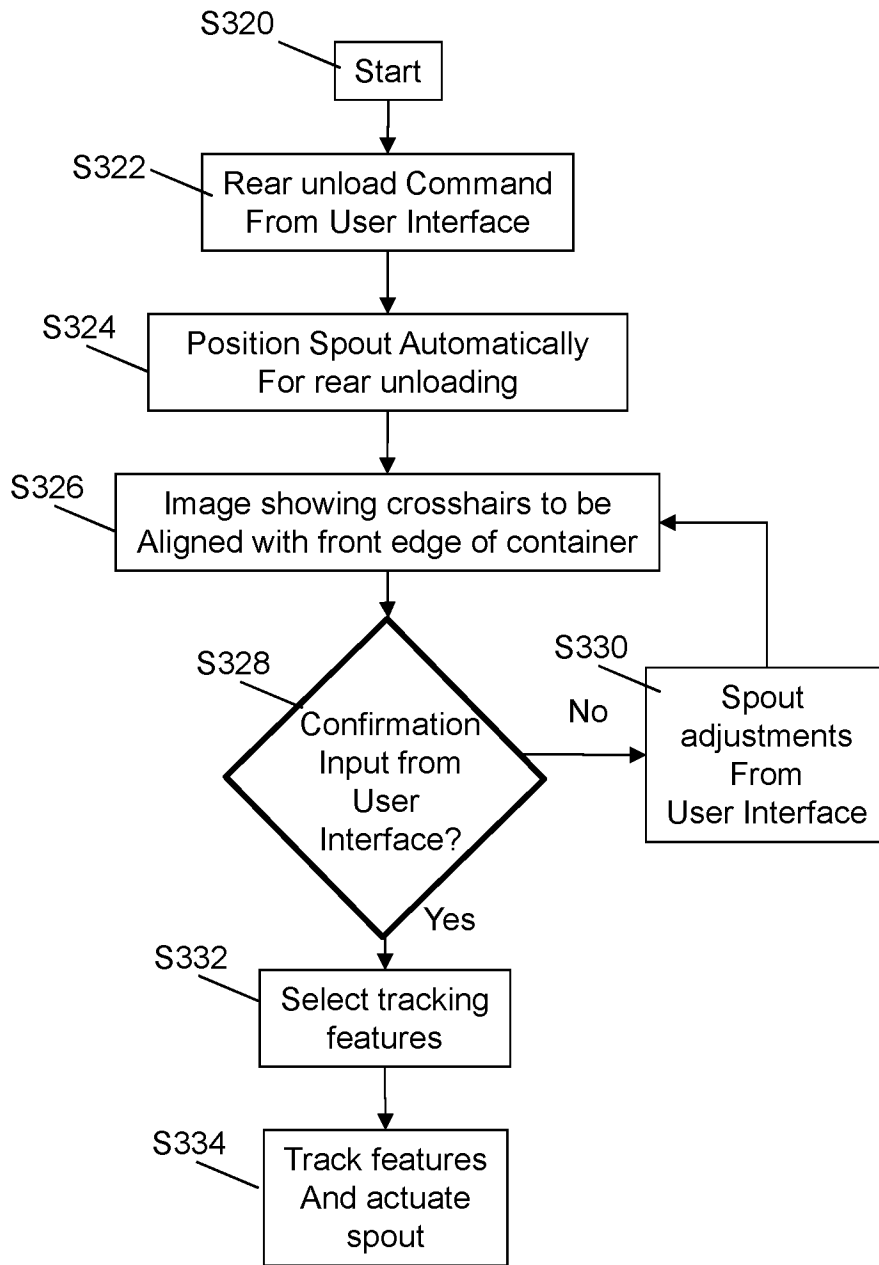 S320
Start
S322
Rear unload Command
From User Interface
S324
Position Spout Automatically
For rear unloading
S326
Image showing crosshairs to be
Aligned with front edge of container
S328
Confirmation
Input from
User
Interface?
No
S330
Spout
adjustments
From
User Interface
Yes
S332
Select tracking
features
S334
Track features
And actuate
spout